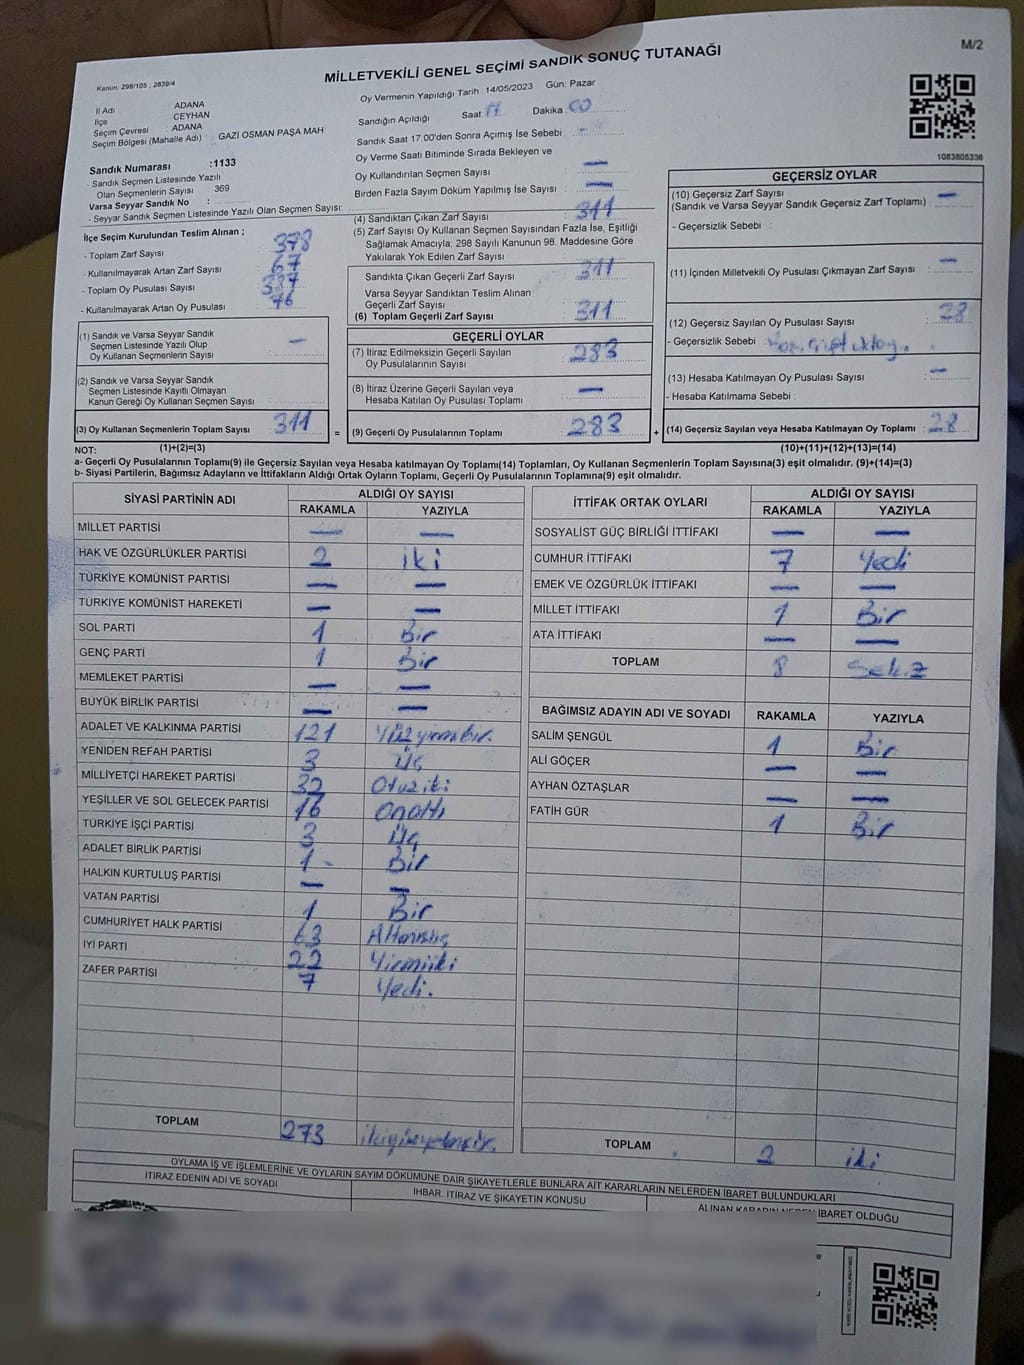 M/2
MİLLETVEKİLİ GENEL SEÇİMİ SANDIK SONUÇ TUTANAĞI
Kanun: 298/105 , 2839/4
İl Adı : ADANA
İlçe : CEYHAN
Seçim Çevresi : ADANA
Seçim Bölgesi (Mahalle Adı) : GAZİ OSMAN PAŞA MAH
Sandık Numarası :1133
- Sandık Seçmen Listesinde Yazılı
Olan Seçmenlerin Sayısı : 369
Varsa Seyyar Sandık No :
- Seyyar Sandık Seçmen Listesinde Yazılı Olan Seçmen Sayısı:
Oy Vermenin Yapıldığı Tarih : 14/05/2023 Gün: Pazar
Sandığın Açıldığı Saat 17 Dakika 00
Sandık Saat 17:00'den Sonra Açımış İse Sebebi : -
Oy Verme Saati Bitiminde Sırada Bekleyen ve
Oy Kullandırılan Seçmen Sayısı : —
Birden Fazla Sayım Döküm Yapılmış İse Sayısı : —
(4) Sandıktan Çıkan Zarf Sayısı : 311
(5) Zarf Sayısı Oy Kullanan Seçmen Sayısından Fazla İse, Eşitliği
Sağlamak Amacıyla, 298 Sayılı Kanunun 98. Maddesine Göre
Yakılarak Yok Edilen Zarf Sayısı :
İlçe Seçim Kurulundan Teslim Alınan ;
- Toplam Zarf Sayısı : 378
- Kullanılmayarak Artan Zarf Sayısı : 67
- Toplam Oy Pusulası Sayısı :
- Kullanılmayarak Artan Oy Pusulası : 76
Sandıkta Çıkan Geçerli Zarf Sayısı : 311
Varsa Seyyar Sandıktan Teslim Alınan
Geçerli Zarf Sayısı
(6) Toplam Geçerli Zarf Sayısı : 311
1083805336
GEÇERSİZ OYLAR
(10) Geçersiz Zarf Sayısı
(Sandık ve Varsa Seyyar Sandık Geçersiz Zarf Toplamı) : —
- Geçersizlik Sebebi :
(11) İçinden Milletvekili Oy Pusulası Çıkmayan Zarf Sayısı : —
(12) Geçersiz Sayılan Oy Pusulası Sayısı : 28
- Geçersizlik Sebebi :
(13) Hesaba Katılmayan Oy Pusulası Sayısı : —
- Hesaba Katılmama Sebebi :
(14) Geçersiz Sayılan veya Hesaba Katılmayan Oy Toplamı : 28
(10)+(11)+(12)+(13)=(14)
(1) Sandık ve Varsa Seyyar Sandık
Seçmen Listesinde Yazılı Olup
Oy Kullanan Seçmenlerin Sayısı : —
(2) Sandık ve Varsa Seyyar Sandık
Seçmen Listesinde Kayıtlı Olmayan
Kanun Gereği Oy Kullanan Seçmen Sayısı :
(3) Oy Kullanan Seçmenlerin Toplam Sayısı : 311
(1)+(2)=(3)
GEÇERLİ OYLAR
(7) İtiraz Edilmeksizin Geçerli Sayılan
Oy Pusulalarının Sayısı : 283
(8) İtiraz Üzerine Geçerli Sayılan veya
Hesaba Katılan Oy Pusulası Toplamı : —
= (9) Geçerli Oy Pusulalarının Toplamı : 283 +
NOT:
a- Geçerli Oy Pusulalarının Toplamı(9) ile Geçersiz Sayılan veya Hesaba katılmayan Oy Toplamı(14) Toplamları, Oy Kullanan Seçmenlerin Toplam Sayısına(3) eşit olmalıdır. (9)+(14)=(3)
b- Siyasi Partilerin, Bağımsız Adayların ve İttifakların Aldığı Ortak Oyların Toplamı, Geçerli Oy Pusulalarının Toplamına(9) eşit olmalıdır.
SİYASİ PARTİNİN ADI ALDIĞI OY SAYISI
RAKAMLA YAZIYLA
MİLLET PARTİSİ — —
HAK VE ÖZGÜRLÜKLER PARTİSİ 2 iki
TÜRKİYE KOMÜNİST PARTİSİ — —
TÜRKİYE KOMÜNİST HAREKETİ — —
SOL PARTİ 1 Bir
GENÇ PARTİ 1 Bir
MEMLEKET PARTİSİ — —
BÜYÜK BİRLİK PARTİSİ — —
ADALET VE KALKINMA PARTİSİ 121 Yüzyirmibir.
YENİDEN REFAH PARTİSİ 3 Üç
MİLLİYETÇİ HAREKET PARTİSİ 32 Otuziki
YEŞİLLER VE SOL GELECEK PARTİSİ 16 Onaltı
TÜRKİYE İŞÇİ PARTİSİ 3 Üç
ADALET BİRLİK PARTİSİ 1 Bir
HALKIN KURTULUŞ PARTİSİ — —
VATAN PARTİSİ 1 Bir
CUMHURİYET HALK PARTİSİ 63 Altmışüç
İYİ PARTİ 22 Yirmiiki
ZAFER PARTİSİ 7 Yedi.
TOPLAM 273 ikiyüzyetmişüç.
İTTİFAK ORTAK OYLARI ALDIĞI OY SAYISI
RAKAMLA YAZIYLA
SOSYALİST GÜÇ BİRLİĞİ İTTİFAKI — —
CUMHUR İTTİFAKI 7 Yedi
EMEK VE ÖZGÜRLÜK İTTİFAKI — —
MİLLET İTTİFAKI 1 Bir
ATA İTTİFAKI — —
TOPLAM 8 Sekiz
BAĞIMSIZ ADAYIN ADI VE SOYADI RAKAMLA YAZIYLA
SALİM ŞENGÜL 1 Bir
ALİ GÖÇER — —
AYHAN ÖZTAŞLAR — —
FATİH GÜR 1 Bir
TOPLAM 2 iki
OYLAMA İŞ VE İŞLEMLERİNE VE OYLARIN SAYIM DÖKÜMÜNE DAİR ŞİKAYETLERLE BUNLARA AİT KARARLARIN NELERDEN İBARET BULUNDUKLARI
İTİRAZ EDENİN ADI VE SOYADI İHBAR, İTİRAZ VE ŞİKAYETİN KONUSU ALINAN KARARIN NEDEN İBARET OLDUĞU